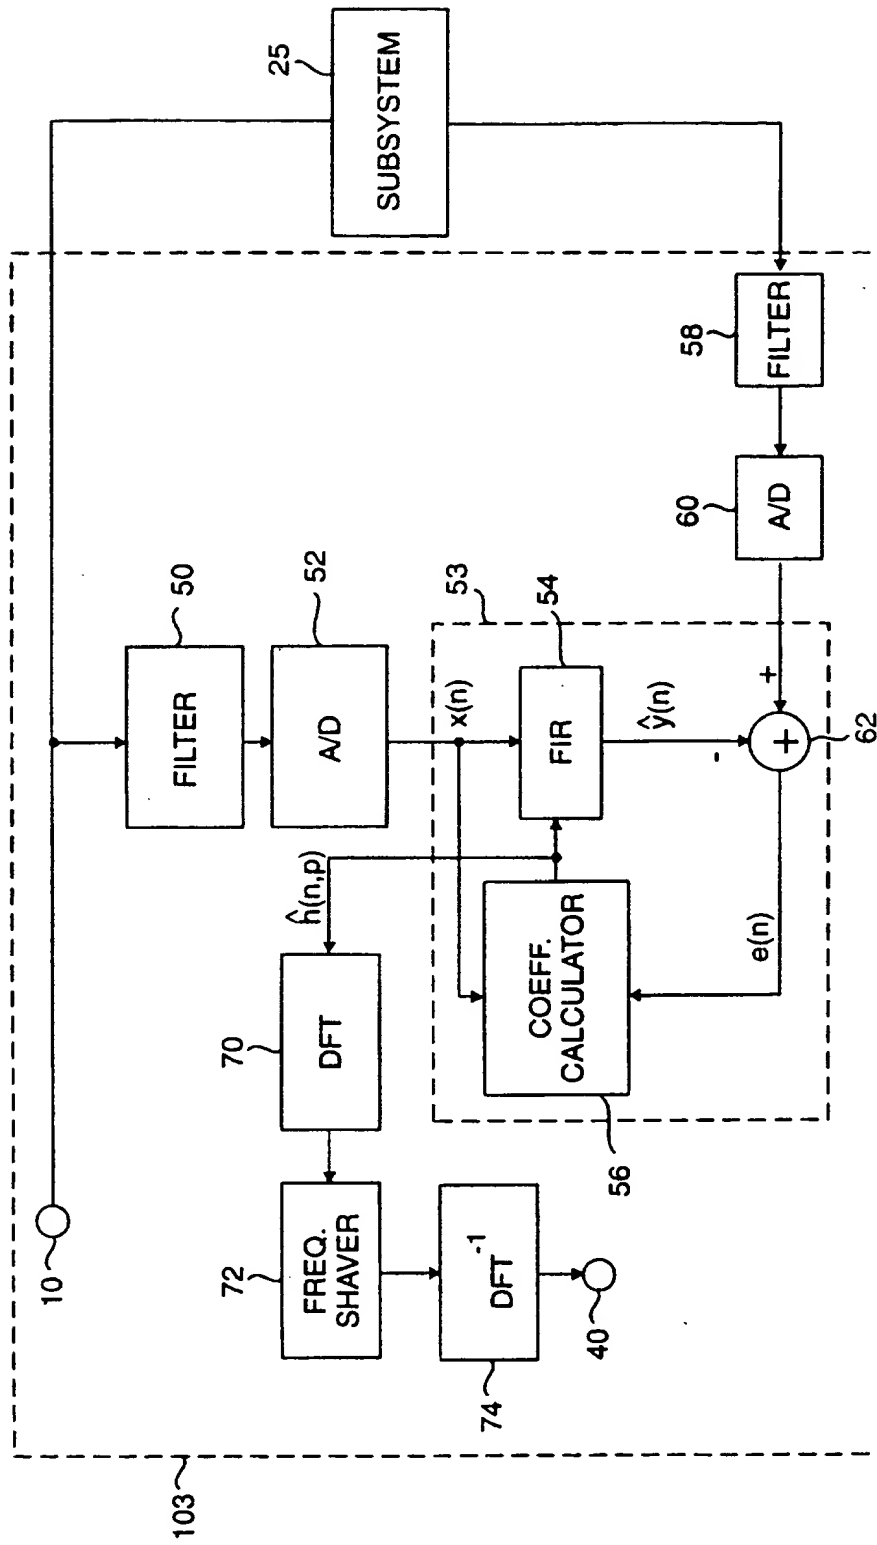 103
10
40
72
FREQ.
SHAVER
74
DFT
-1
70
DFT
ĥ(n,p)
50
FILTER
52
A/D
53
x(n)
54
FIR
ŷ(n)
-
+
+
62
e(n)
56
COEFF.
CALCULATOR
60
A/D
58
FILTER
25
SUBSYSTEM